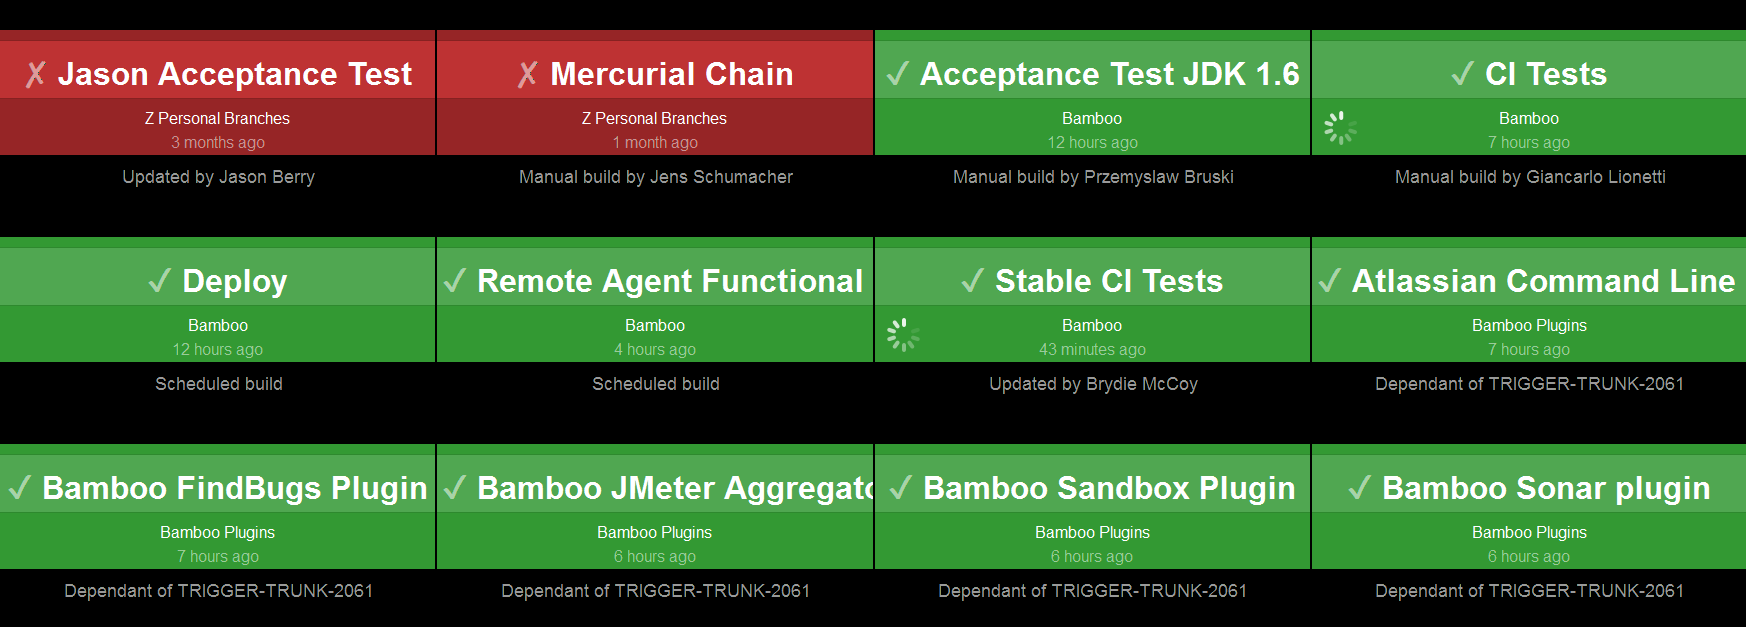 ✗ Jason Acceptance Test
Z Personal Branches
3 months ago
Updated by Jason Berry
✗ Mercurial Chain
Z Personal Branches
1 month ago
Manual build by Jens Schumacher
✓ Acceptance Test JDK 1.6
Bamboo
12 hours ago
Manual build by Przemyslaw Bruski
✓ CI Tests
Bamboo
7 hours ago
Manual build by Giancarlo Lionetti
✓ Deploy
Bamboo
12 hours ago
Scheduled build
✓ Remote Agent Functional
Bamboo
4 hours ago
Scheduled build
✓ Stable CI Tests
Bamboo
43 minutes ago
Updated by Brydie McCoy
✓ Atlassian Command Line
Bamboo Plugins
7 hours ago
Dependant of TRIGGER-TRUNK-2061
✓ Bamboo FindBugs Plugin
Bamboo Plugins
7 hours ago
Dependant of TRIGGER-TRUNK-2061
✓ Bamboo JMeter Aggregato
Bamboo Plugins
6 hours ago
Dependant of TRIGGER-TRUNK-2061
✓ Bamboo Sandbox Plugin
Bamboo Plugins
6 hours ago
Dependant of TRIGGER-TRUNK-2061
✓ Bamboo Sonar plugin
Bamboo Plugins
6 hours ago
Dependant of TRIGGER-TRUNK-2061